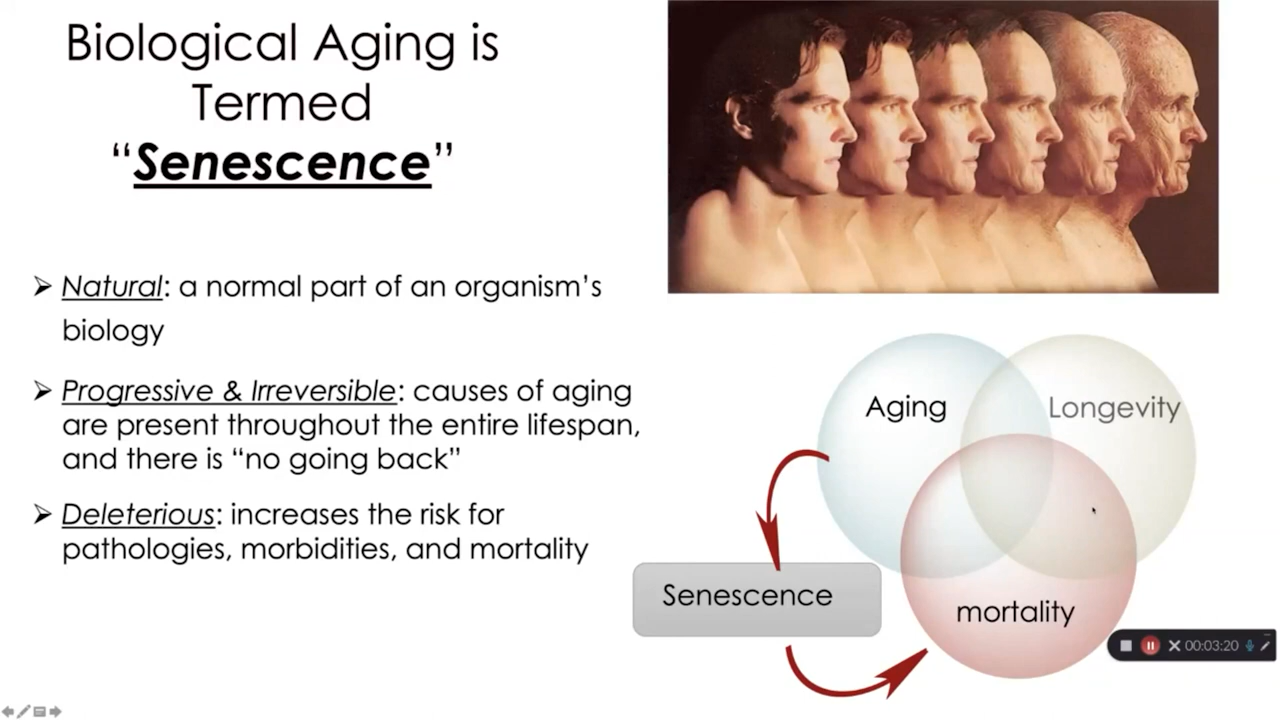 Biological Aging is
Termed
“Senescence”
➢ Natural: a normal part of an organism’s
biology
➢ Progressive & Irreversible: causes of aging
are present throughout the entire lifespan,
and there is “no going back”
➢ Deleterious: increases the risk for
pathologies, morbidities, and mortality
Aging
Longevity
Senescence
mortality
00:03:20